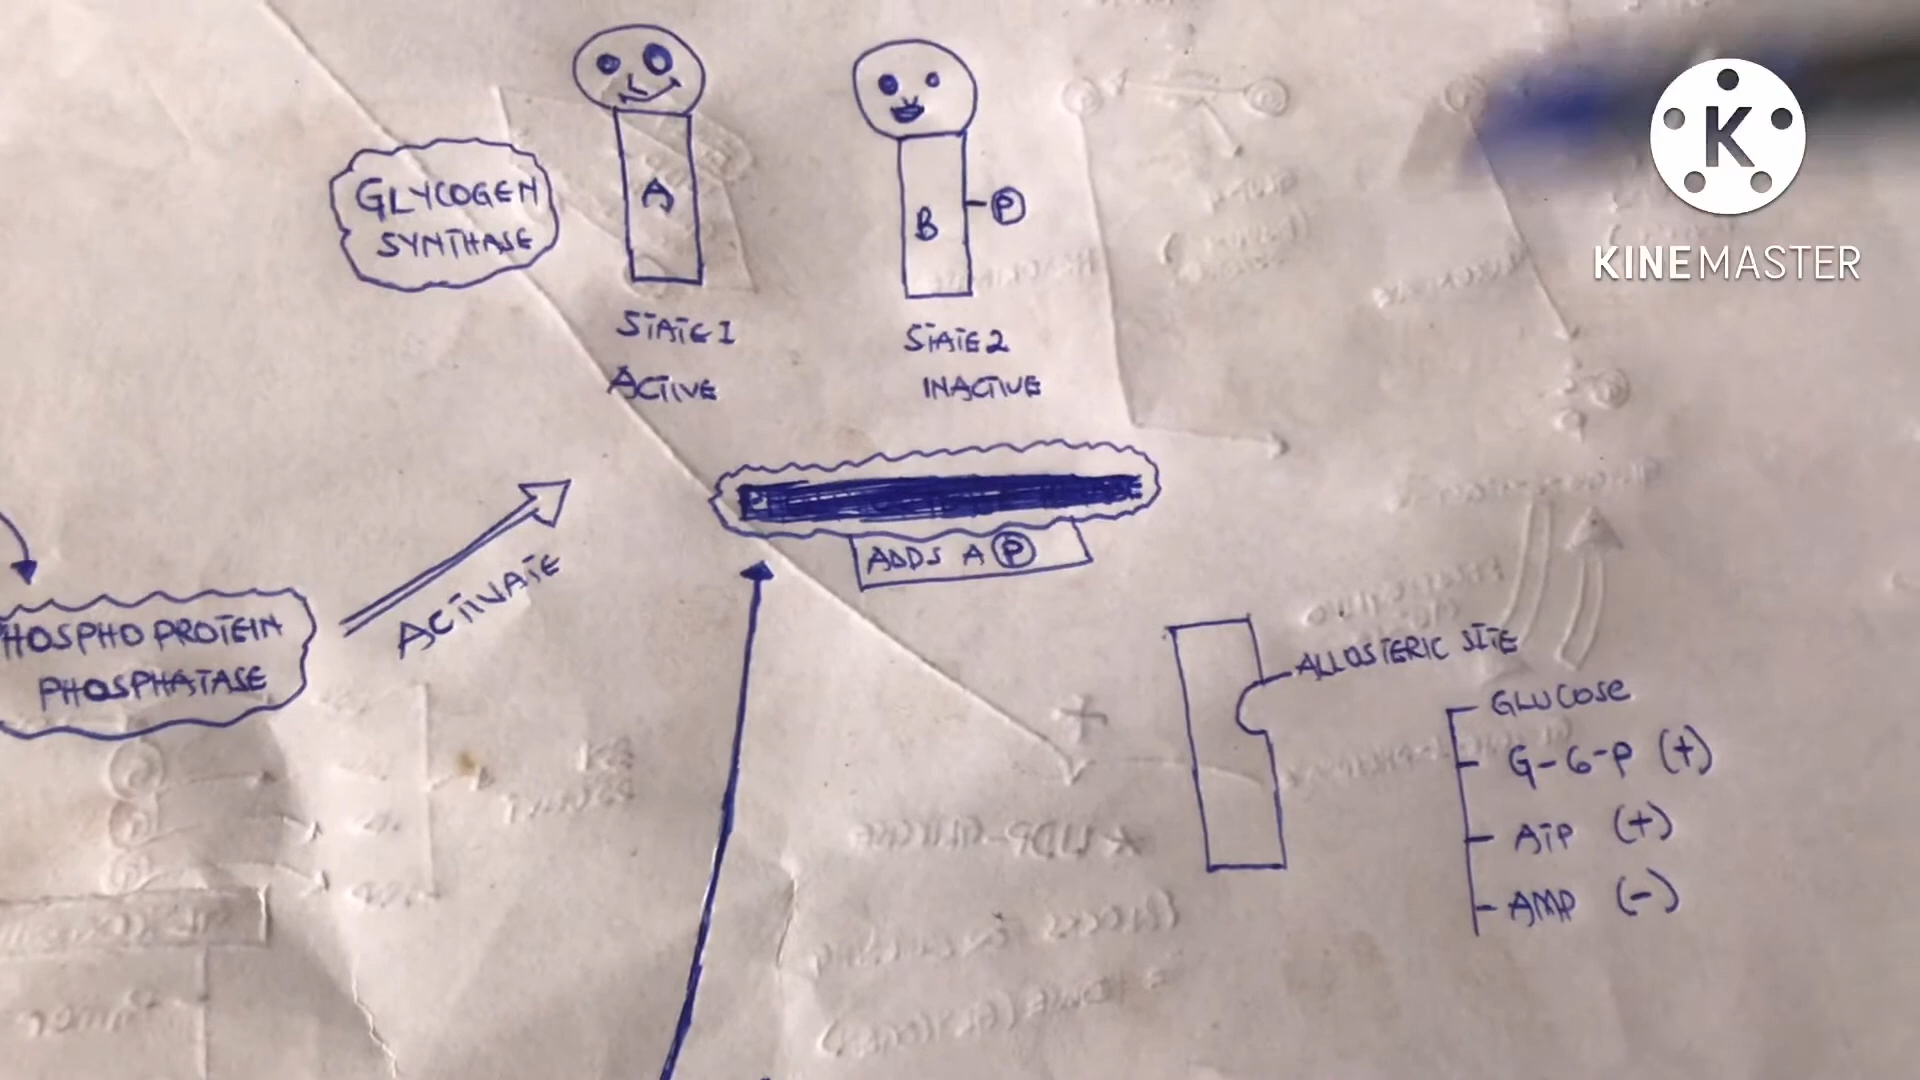 GLYCOGEN
SYNTHASE
A
B
P
STATE 1
ACTIVE
STATE 2
INACTIVE
ADDS A P
ACTIVATE
HOSPHO PROTEIN
PHOSPHATASE
ALLOSTERIC SITE
GLUCOSE
G-6-P (+)
ATP (+)
AMP (-)
K
KINEMASTER